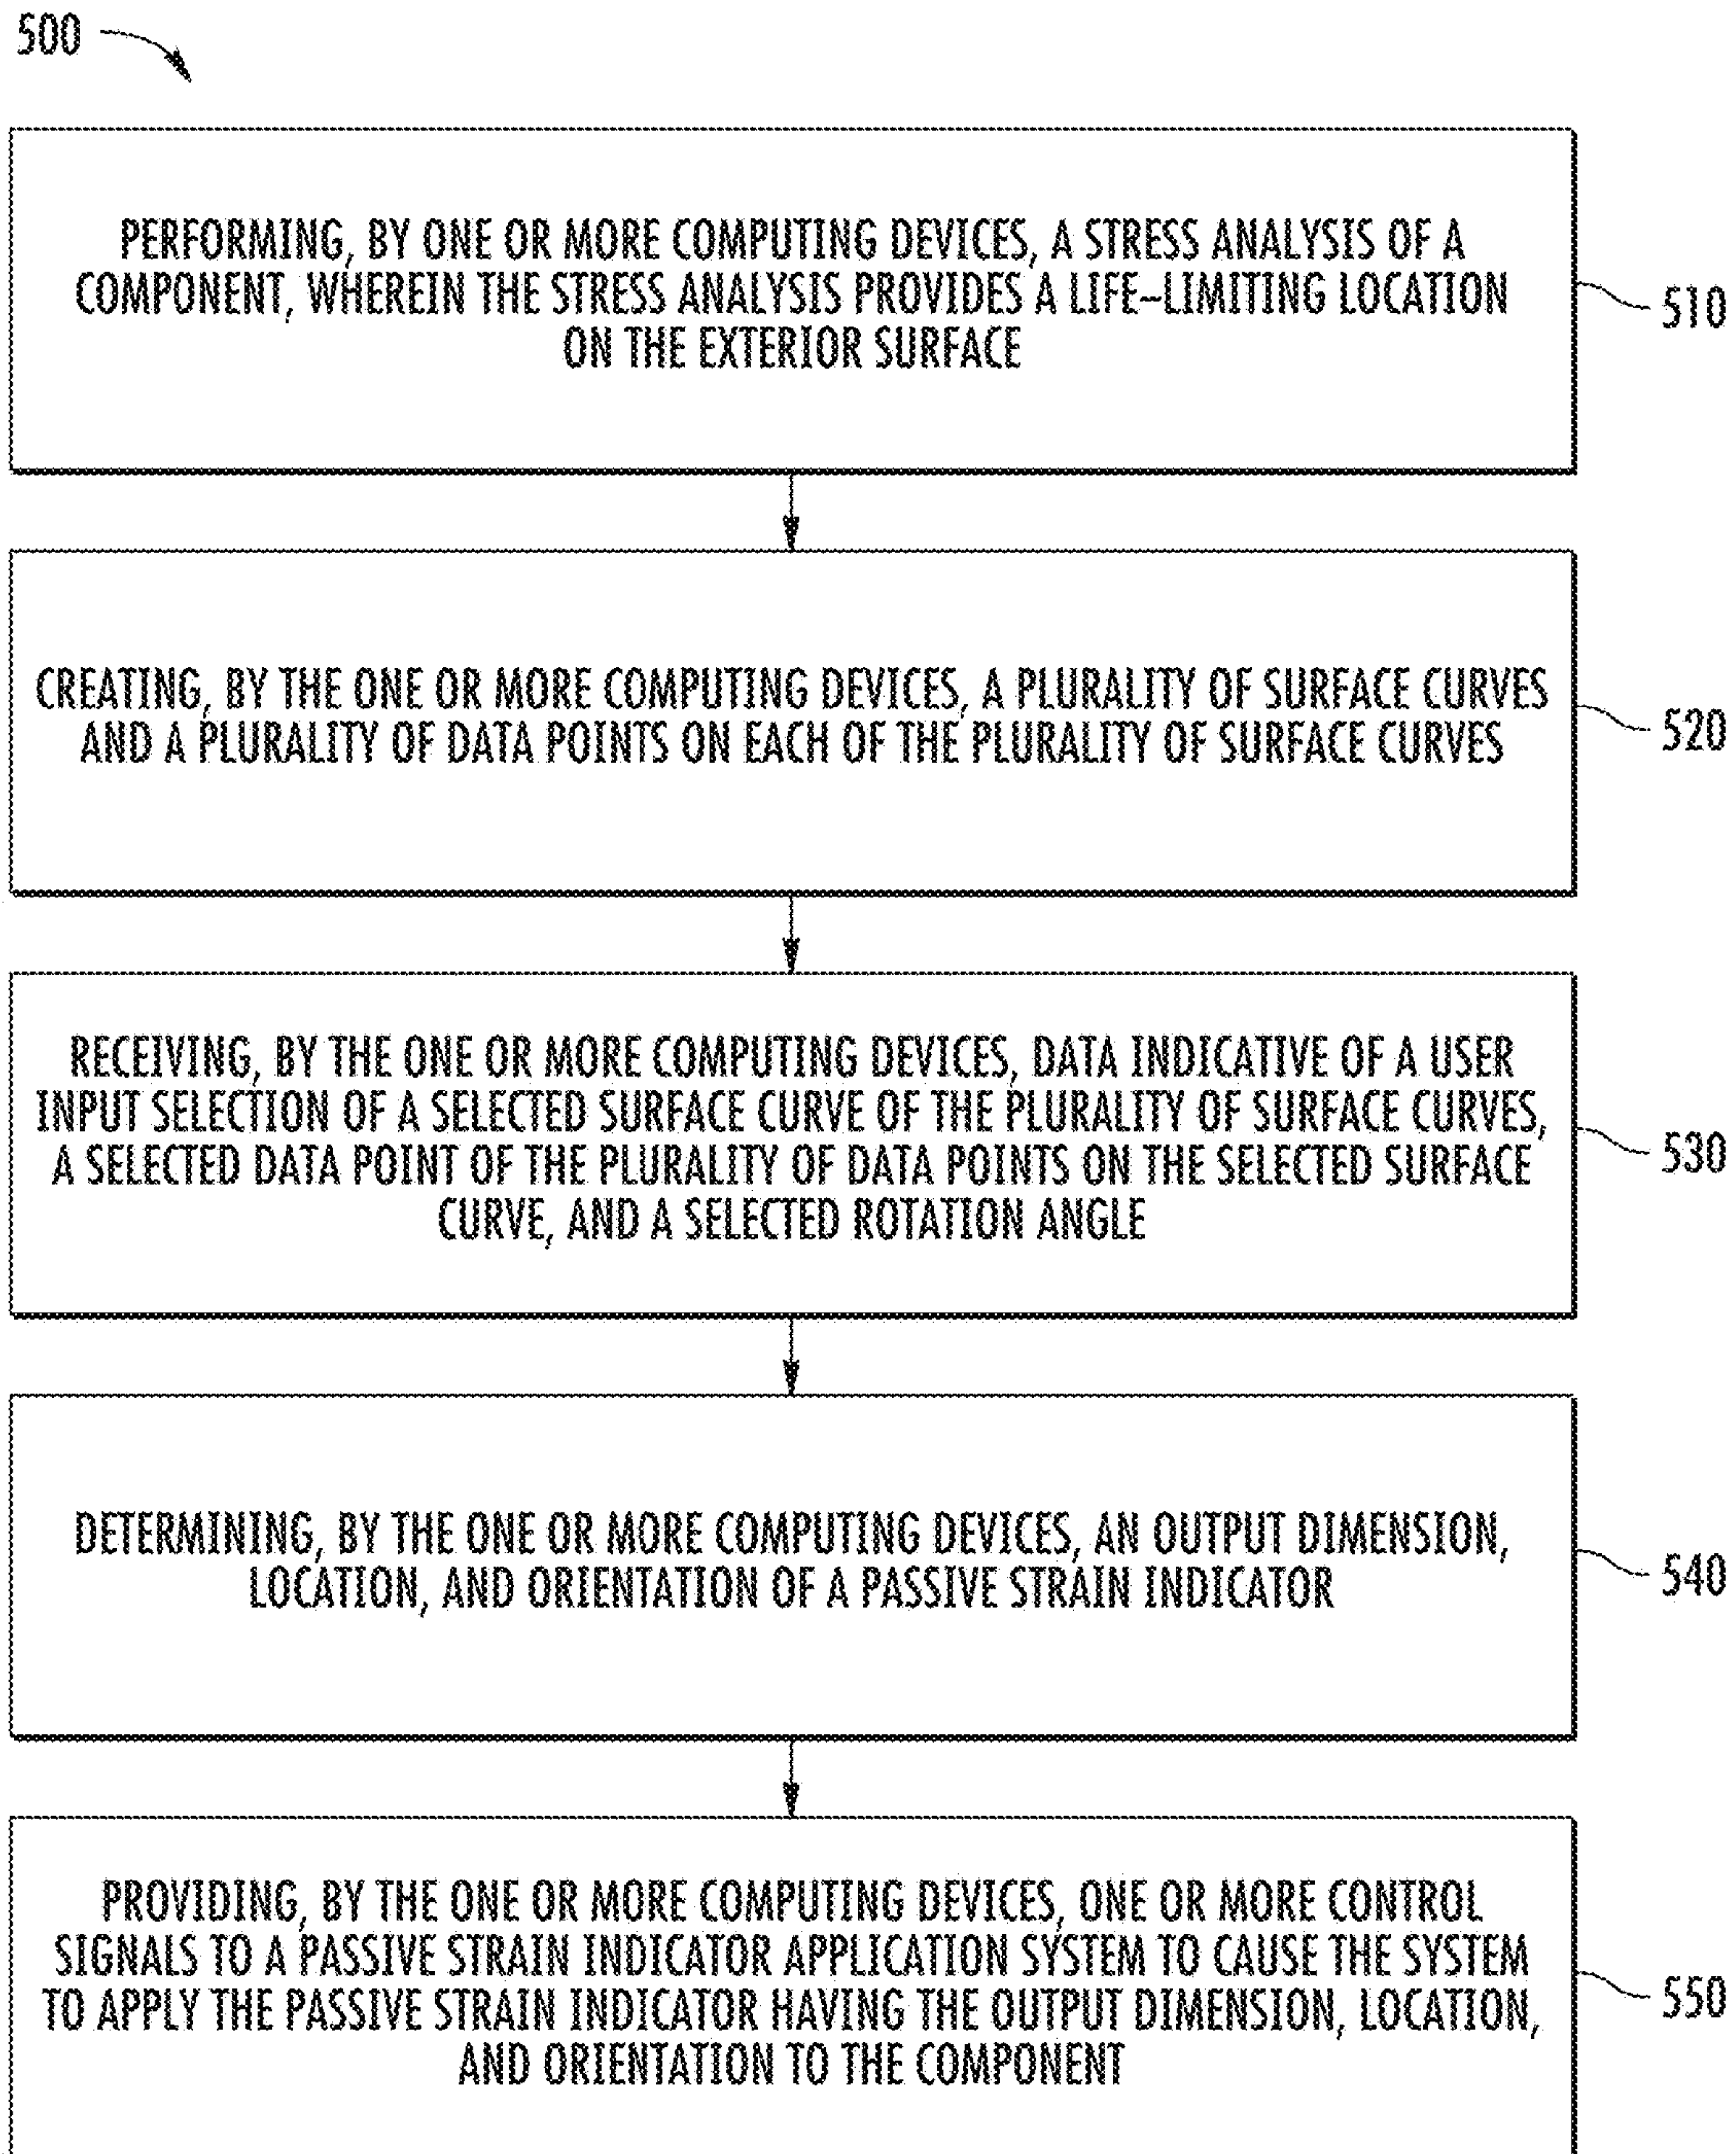 500
PERFORMING, BY ONE OR MORE COMPUTING DEVICES, A STRESS ANALYSIS OF A
COMPONENT, WHEREIN THE STRESS ANALYSIS PROVIDES A LIFE-LIMITING LOCATION
ON THE EXTERIOR SURFACE
510
CREATING, BY THE ONE OR MORE COMPUTING DEVICES, A PLURALITY OF SURFACE CURVES
AND A PLURALITY OF DATA POINTS ON EACH OF THE PLURALITY OF SURFACE CURVES
520
RECEIVING, BY THE ONE OR MORE COMPUTING DEVICES, DATA INDICATIVE OF A USER
INPUT SELECTION OF A SELECTED SURFACE CURVE OF THE PLURALITY OF SURFACE CURVES,
A SELECTED DATA POINT OF THE PLURALITY OF DATA POINTS ON THE SELECTED SURFACE
CURVE, AND A SELECTED ROTATION ANGLE
530
DETERMINING, BY THE ONE OR MORE COMPUTING DEVICES, AN OUTPUT DIMENSION,
LOCATION, AND ORIENTATION OF A PASSIVE STRAIN INDICATOR
540
PROVIDING, BY THE ONE OR MORE COMPUTING DEVICES, ONE OR MORE CONTROL
SIGNALS TO A PASSIVE STRAIN INDICATOR APPLICATION SYSTEM TO CAUSE THE SYSTEM
TO APPLY THE PASSIVE STRAIN INDICATOR HAVING THE OUTPUT DIMENSION, LOCATION,
AND ORIENTATION TO THE COMPONENT
550